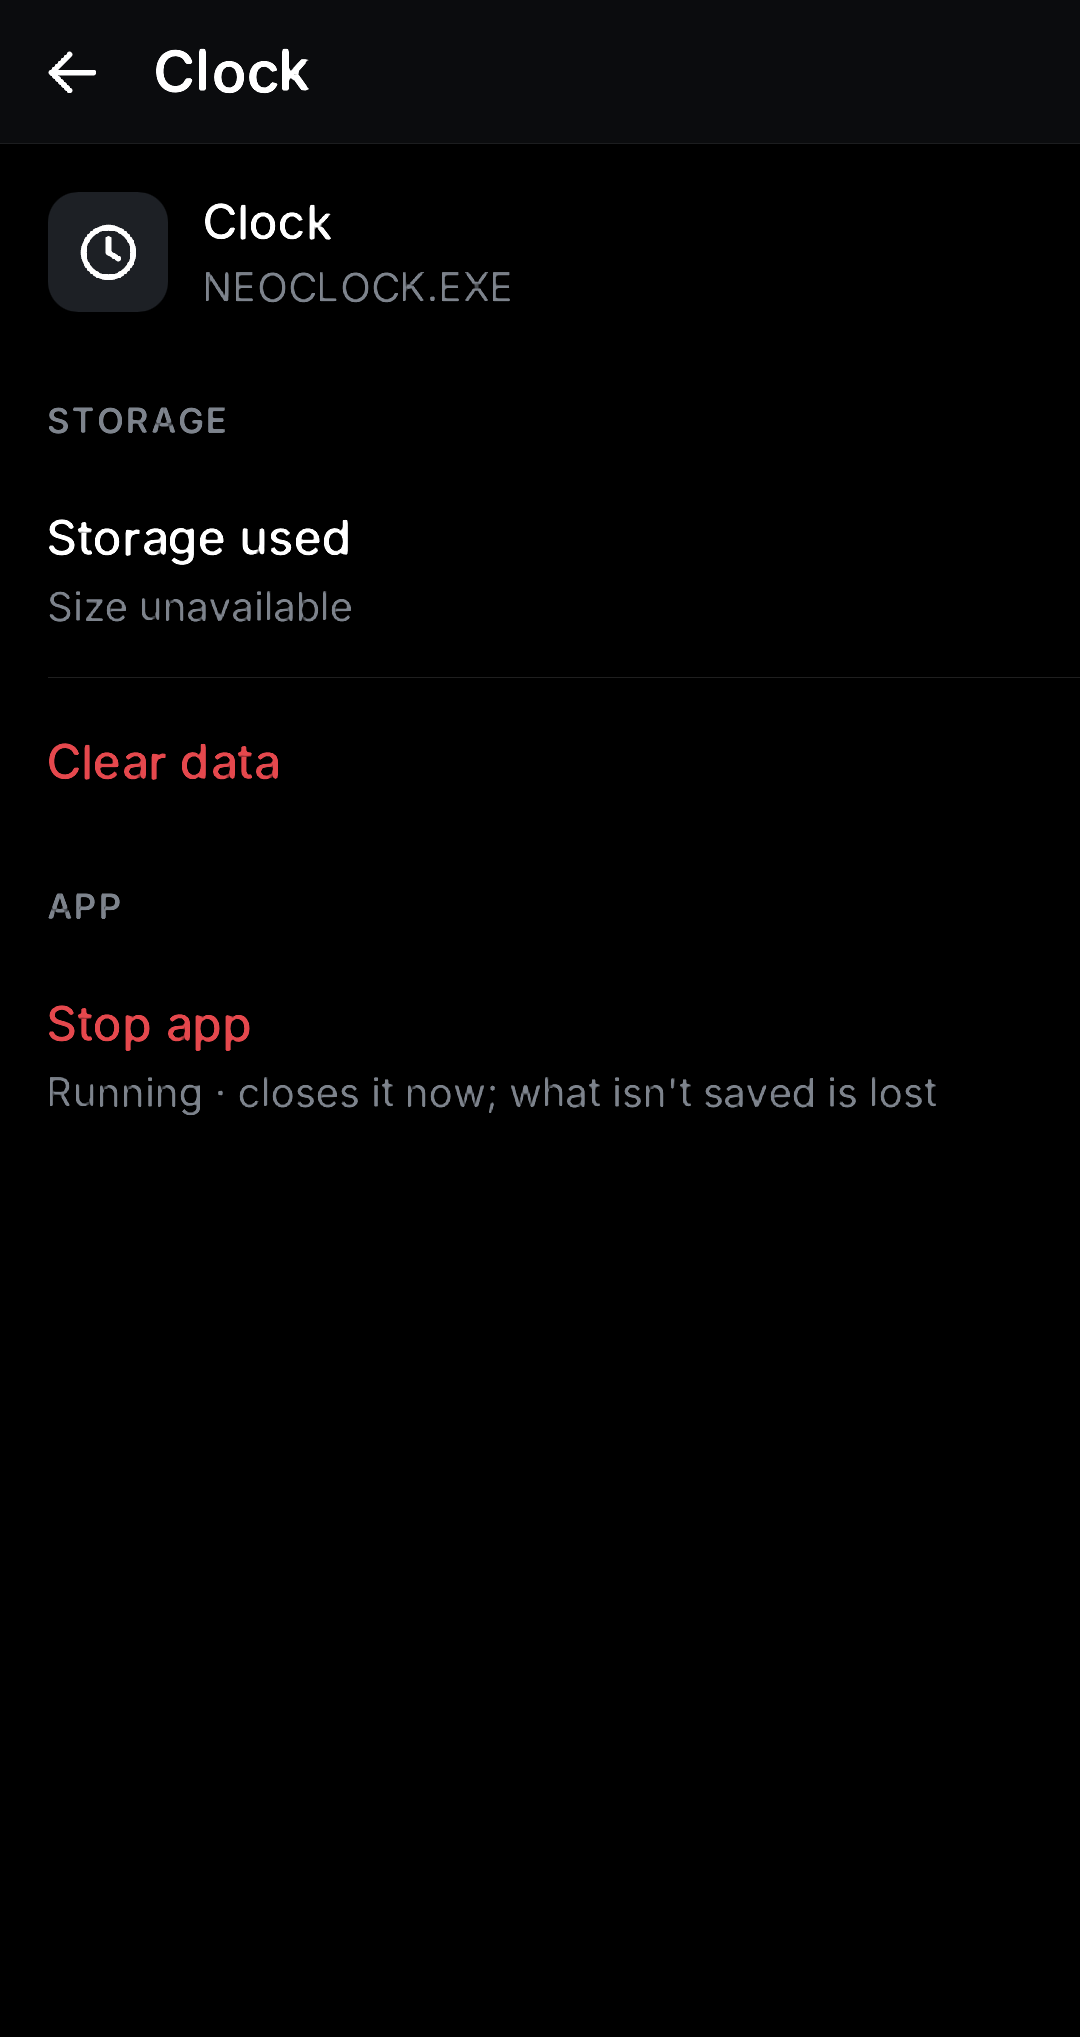 Clock
Clock
NEOCLOCK.EXE
STORAGE
Storage used
Size unavailable
Clear data
APP
Stop app
Running · closes it now; what isn't saved is lost